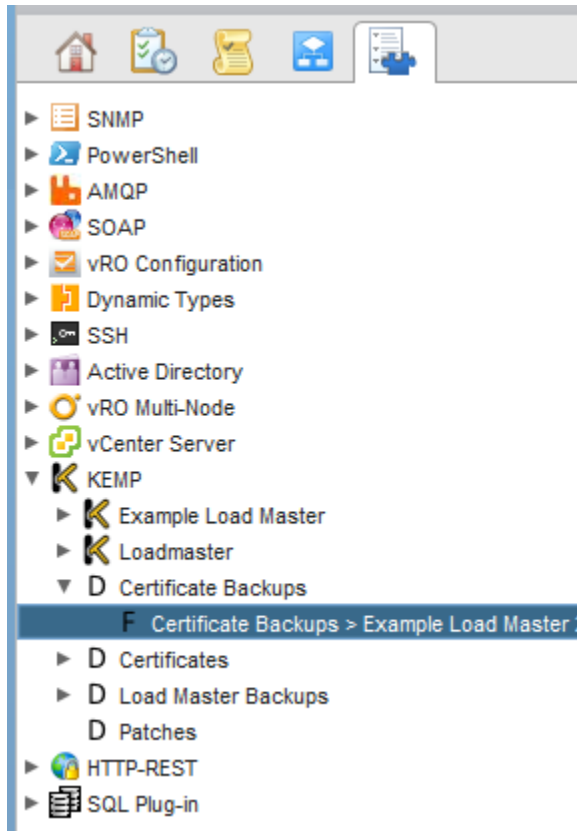 SNMP
PowerShell
AMQP
SOAP
vRO Configuration
Dynamic Types
SSH
Active Directory
vRO Multi-Node
vCenter Server
KEMP
Example Load Master
Loadmaster
D Certificate Backups
F Certificate Backups > Example Load Master
D Certificates
D Load Master Backups
D Patches
HTTP-REST
SQL Plug-in